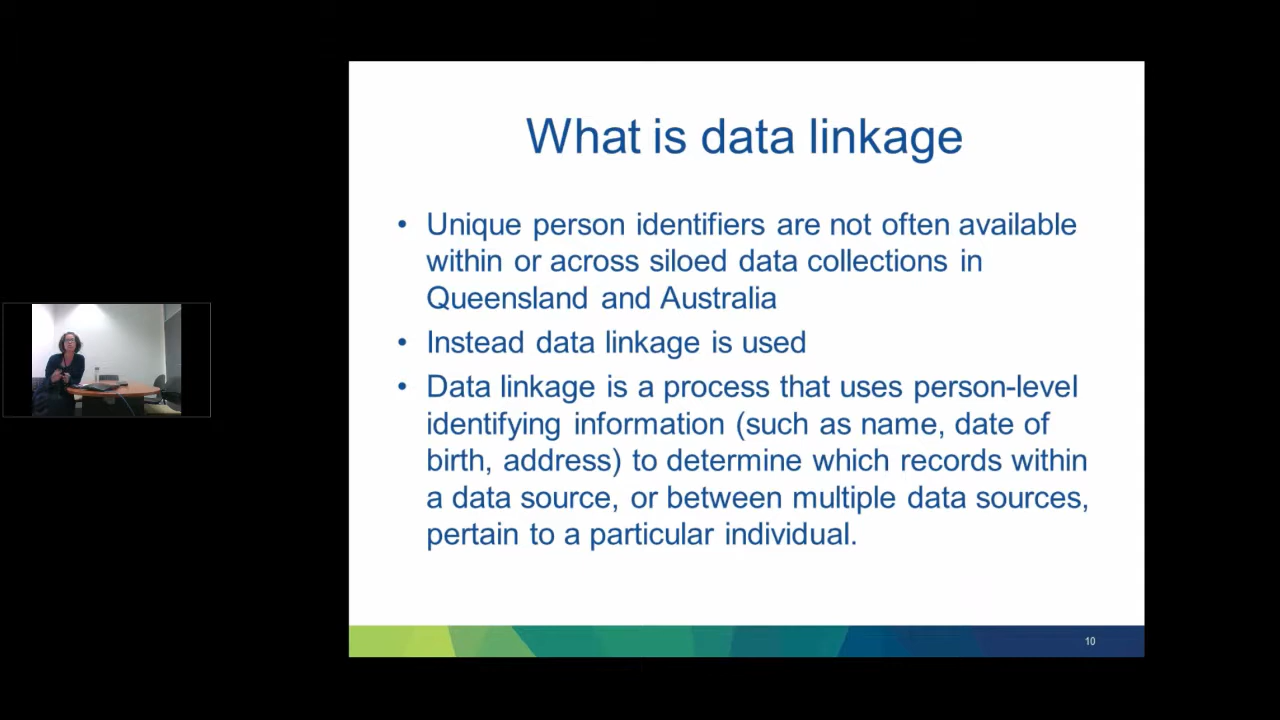 What is data linkage
• Unique person identifiers are not often available
within or across siloed data collections in
Queensland and Australia
• Instead data linkage is used
• Data linkage is a process that uses person-level
identifying information (such as name, date of
birth, address) to determine which records within
a data source, or between multiple data sources,
pertain to a particular individual.
10